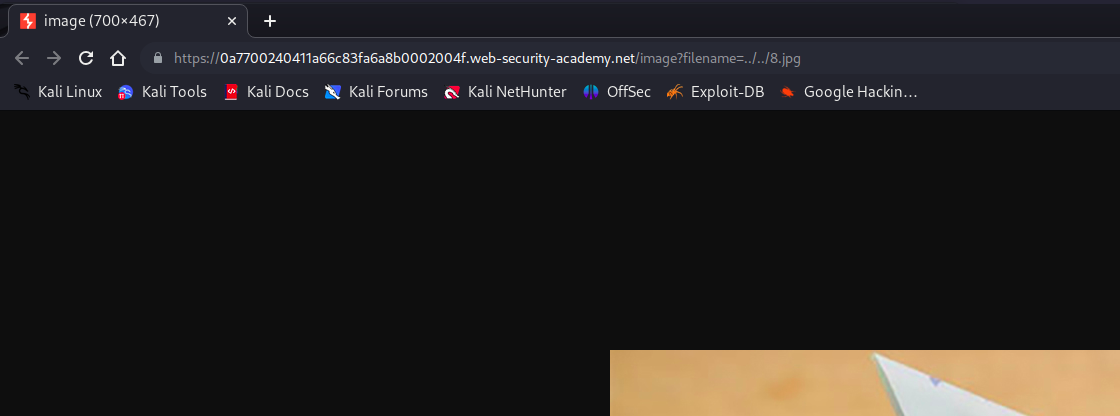 image (700×467)
https://0a7700240411a66c83fa6a8b0002004f.web-security-academy.net/image?filename=../../8.jpg
Kali Linux Kali Tools Kali Docs Kali Forums Kali NetHunter OffSec Exploit-DB Google Hackin…